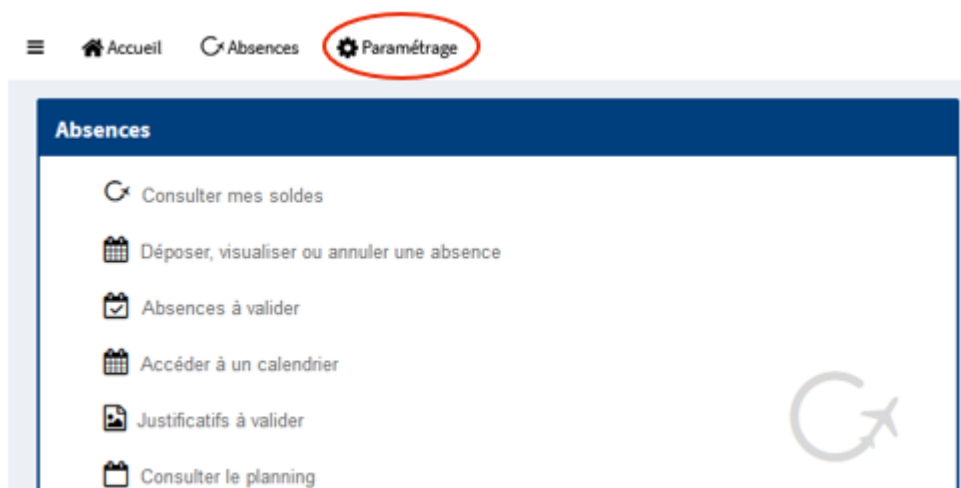 Accueil Absences Paramétrage
Absences
Consulter mes soldes
Déposer, visualiser ou annuler une absence
Absences à valider
Accéder à un calendrier
Justificatifs à valider
Consulter le planning